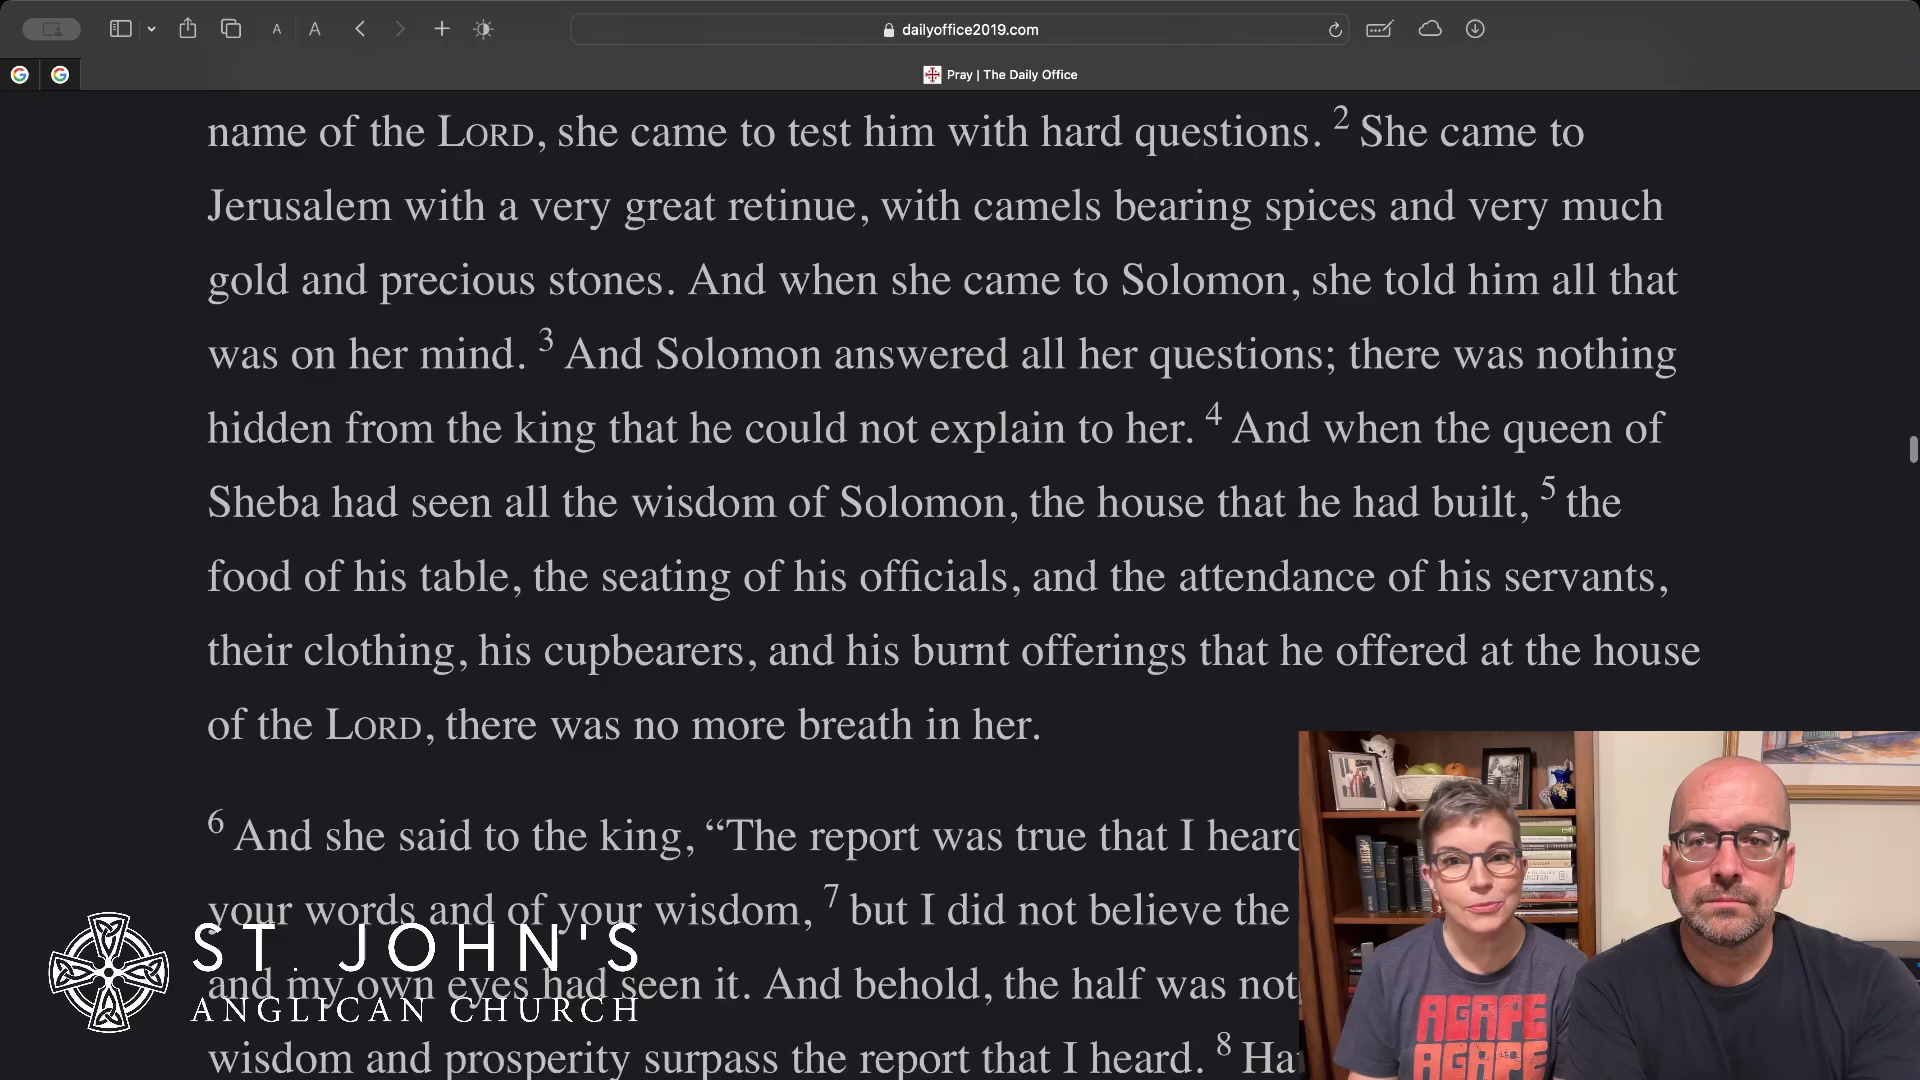 A A
dailyoffice2019.com
Pray | The Daily Office
name of the LORD, she came to test him with hard questions. 2 She came to
Jerusalem with a very great retinue, with camels bearing spices and very much
gold and precious stones. And when she came to Solomon, she told him all that
was on her mind. 3 And Solomon answered all her questions; there was nothing
hidden from the king that he could not explain to her. 4 And when the queen of
Sheba had seen all the wisdom of Solomon, the house that he had built, 5 the
food of his table, the seating of his officials, and the attendance of his servants,
their clothing, his cupbearers, and his burnt offerings that he offered at the house
of the LORD, there was no more breath in her.
6 And she said to the king, “The report was true that I heard
your words and of your wisdom, 7 but I did not believe the
and my own eyes had seen it. And behold, the half was not
wisdom and prosperity surpass the report that I heard. 8 Ha
ST. JOHN'S
ANGLICAN CHURCH
AGAPE
AGAPE